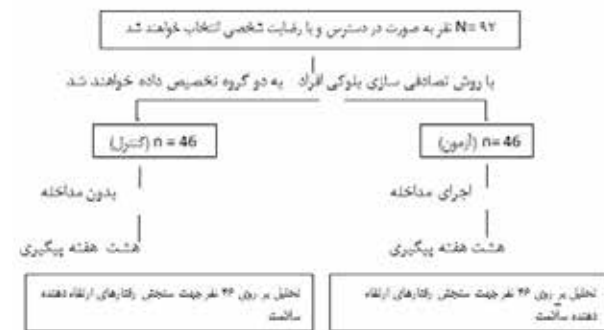 N= ۹۲ نفر به صورت در دسترس و با رضایت شخصی انتخاب خواهند شد
با روش تصادفی سازی بلوکی افراد به دو گروه تخصیص داده خواهند شد
n= 46 (آزمون)
n = 46 (کنترل)
اجرای مداخله
بدون مداخله
هشت هفته پیگیری
هشت هفته پیگیری
تحلیل بر روی ۴۶ نفر جهت سنجش رفتارهای ارتقاء دهنده
سلامت
تحلیل بر روی ۴۶ نفر جهت سنجش رفتارهای ارتقاء دهنده
سلامت